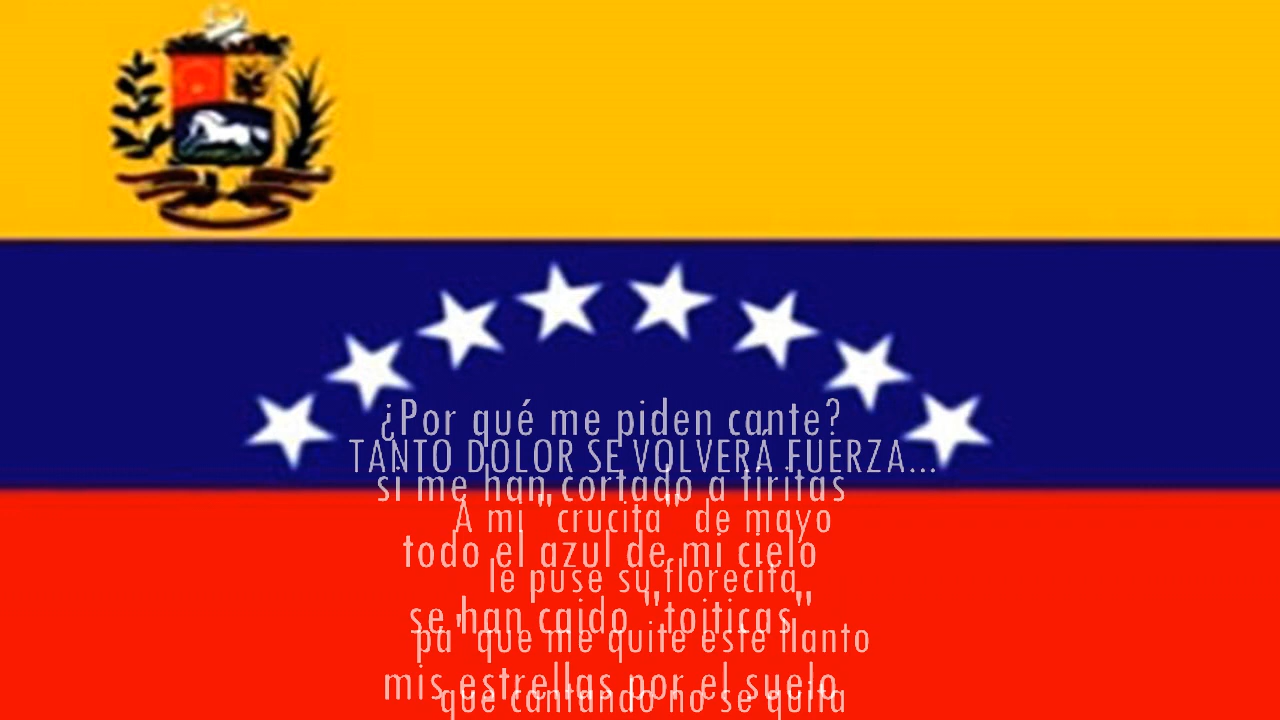 ¿Por qué me piden cante?
TANTO DOLOR SE VOLVERÁ FUERZA...
si me han cortado a tiritas
A mi "crucita" de mayo
todo el azul de mi cielo
le puse su florecita
se han caido "toiticas"
pa' que me quite este llanto
mis estrellas por el suelo
que cantando no se quita